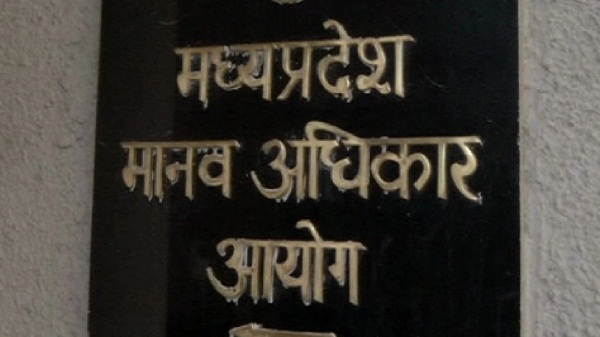 मध्यप्रदेश
मानव अधिकार
आयोग